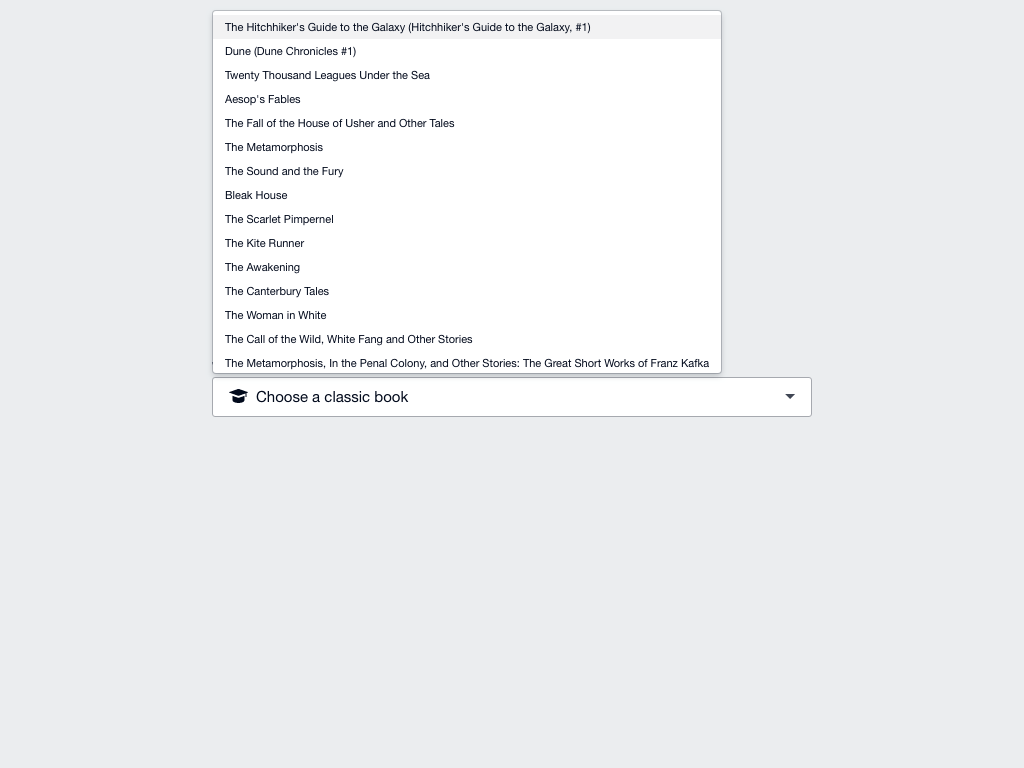 The Hitchhiker's Guide to the Galaxy (Hitchhiker's Guide to the Galaxy, #1)
Dune (Dune Chronicles #1)
Twenty Thousand Leagues Under the Sea
Aesop's Fables
The Fall of the House of Usher and Other Tales
The Metamorphosis
The Sound and the Fury
Bleak House
The Scarlet Pimpernel
The Kite Runner
The Awakening
The Canterbury Tales
The Woman in White
The Call of the Wild, White Fang and Other Stories
The Metamorphosis, In the Penal Colony, and Other Stories: The Great Short Works of Franz Kafka
Choose a classic book